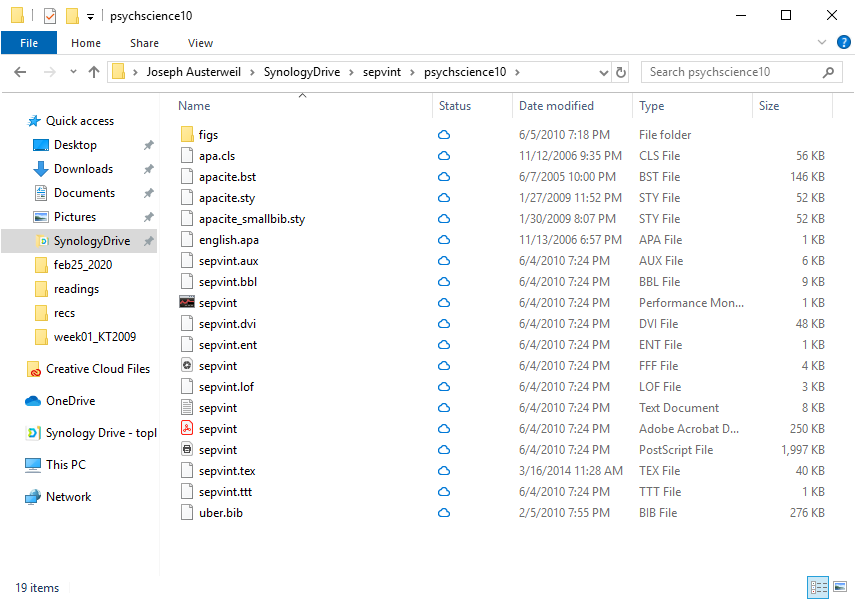 psychscience10
File Home Share View
Joseph Austerweil SynologyDrive sepvint psychscience10 Search psychscience10
Name Status Date modified Type Size
Quick access
Desktop
Downloads
Documents
Pictures
SynologyDrive
feb25_2020
readings
recs
week01_KT2009
Creative Cloud Files
OneDrive
Synology Drive - topl
This PC
Network
figs 6/5/2010 7:18 PM File folder
apa.cls 11/12/2006 9:35 PM CLS File 56 KB
apacite.bst 6/7/2005 10:00 PM BST File 146 KB
apacite.sty 1/27/2009 11:52 PM STY File 52 KB
apacite_smallbib.sty 1/30/2009 8:07 PM STY File 52 KB
english.apa 11/13/2006 6:57 PM APA File 1 KB
sepvint.aux 6/4/2010 7:24 PM AUX File 6 KB
sepvint.bbl 6/4/2010 7:24 PM BBL File 9 KB
sepvint 6/4/2010 7:24 PM Performance Mon... 1 KB
sepvint.dvi 6/4/2010 7:24 PM DVI File 48 KB
sepvint.ent 6/4/2010 7:24 PM ENT File 1 KB
sepvint 6/4/2010 7:24 PM FFF File 4 KB
sepvint.lof 6/4/2010 7:24 PM LOF File 3 KB
sepvint 6/4/2010 7:24 PM Text Document 8 KB
sepvint 6/4/2010 7:24 PM Adobe Acrobat D... 250 KB
sepvint 6/4/2010 7:24 PM PostScript File 1,997 KB
sepvint.tex 3/16/2014 11:28 AM TEX File 40 KB
sepvint.ttt 6/4/2010 7:24 PM TTT File 1 KB
uber.bib 2/5/2010 7:55 PM BIB File 276 KB
19 items